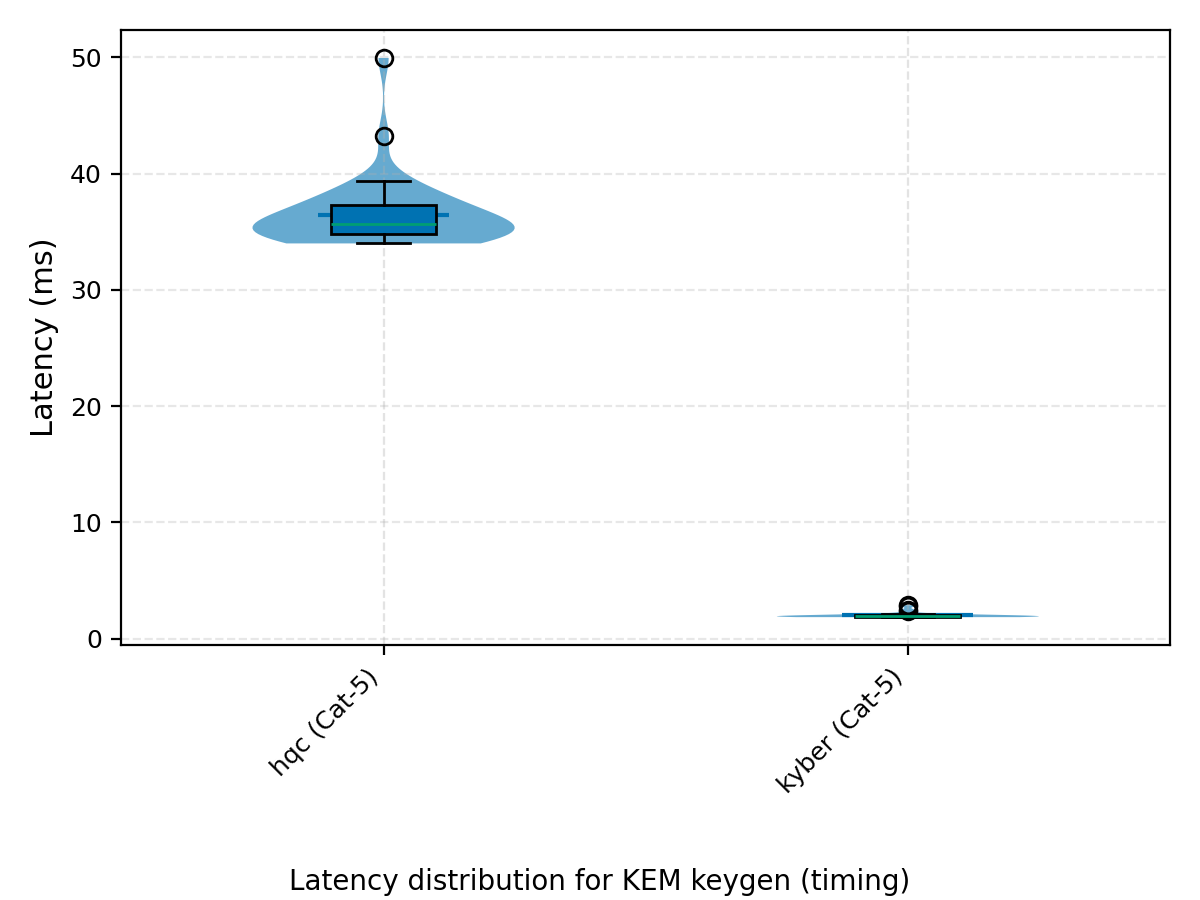 50
40
30
20
10
0
Latency (ms)
hqc (Cat-5)
kyber (Cat-5)
Latency distribution for KEM keygen (timing)